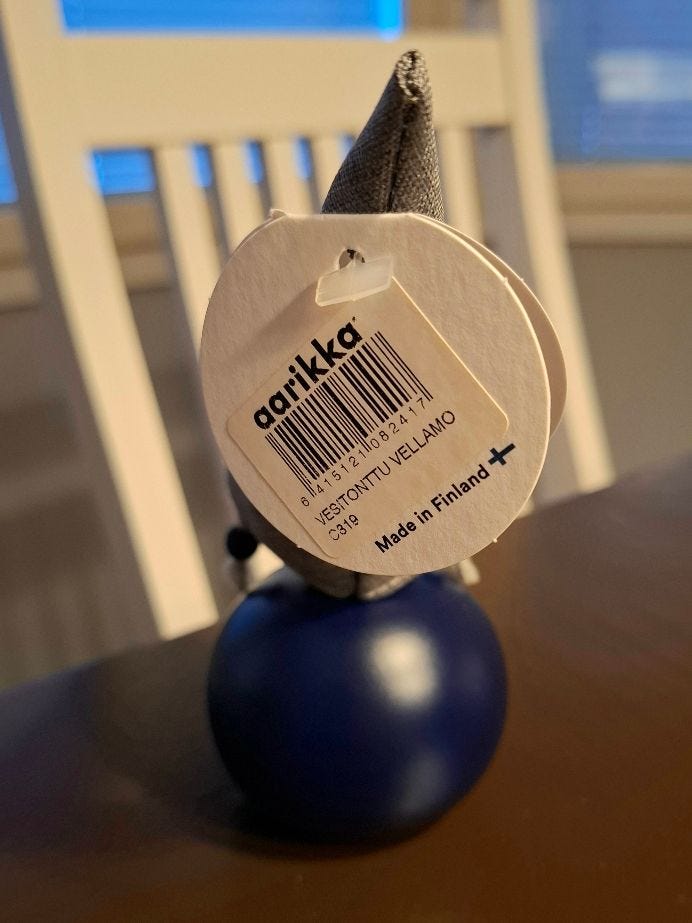 aarikka
6 415121 082417
VESITONTTU VELLAMO
C319
Made in Finland